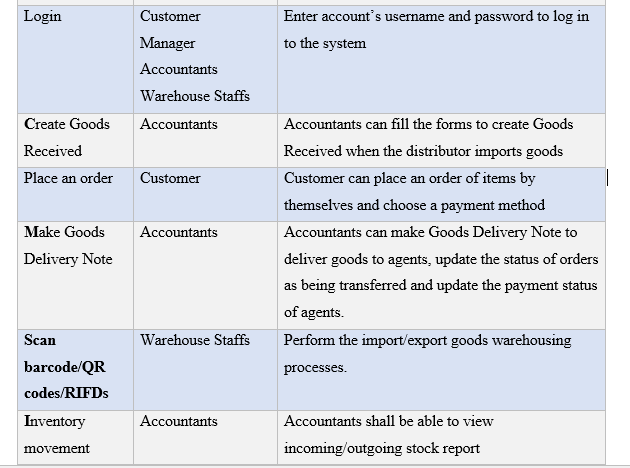 Login
Customer
Manager
Accountants
Warehouse Staffs
Enter account’s username and password to log in
to the system
Create Goods
Received
Accountants
Accountants can fill the forms to create Goods
Received when the distributor imports goods
Place an order
Customer
Customer can place an order of items by
themselves and choose a payment method
Make Goods
Delivery Note
Accountants
Accountants can make Goods Delivery Note to
deliver goods to agents, update the status of orders
as being transferred and update the payment status
of agents.
Scan
barcode/QR
codes/RIFDs
Warehouse Staffs
Perform the import/export goods warehousing
processes.
Inventory
movement
Accountants
Accountants shall be able to view
incoming/outgoing stock report